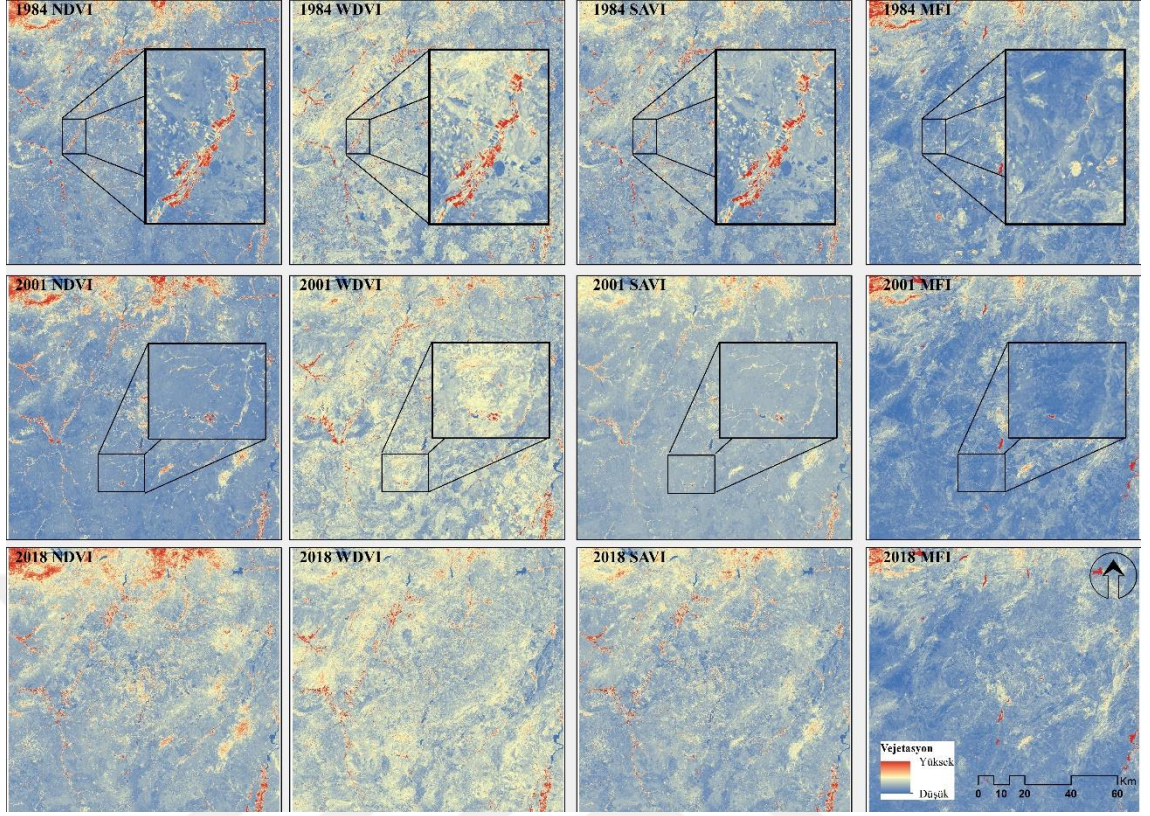 1984 NDVI
1984 WDVI
1984 SAVI
1984 MFI
2001 NDVI
2001 WDVI
2001 SAVI
2001 MFI
2018 NDVI
2018 WDVI
2018 SAVI
2018 MFI
Vejetasyon
Yüksek
Düşük
Km
0 10 20 40 60